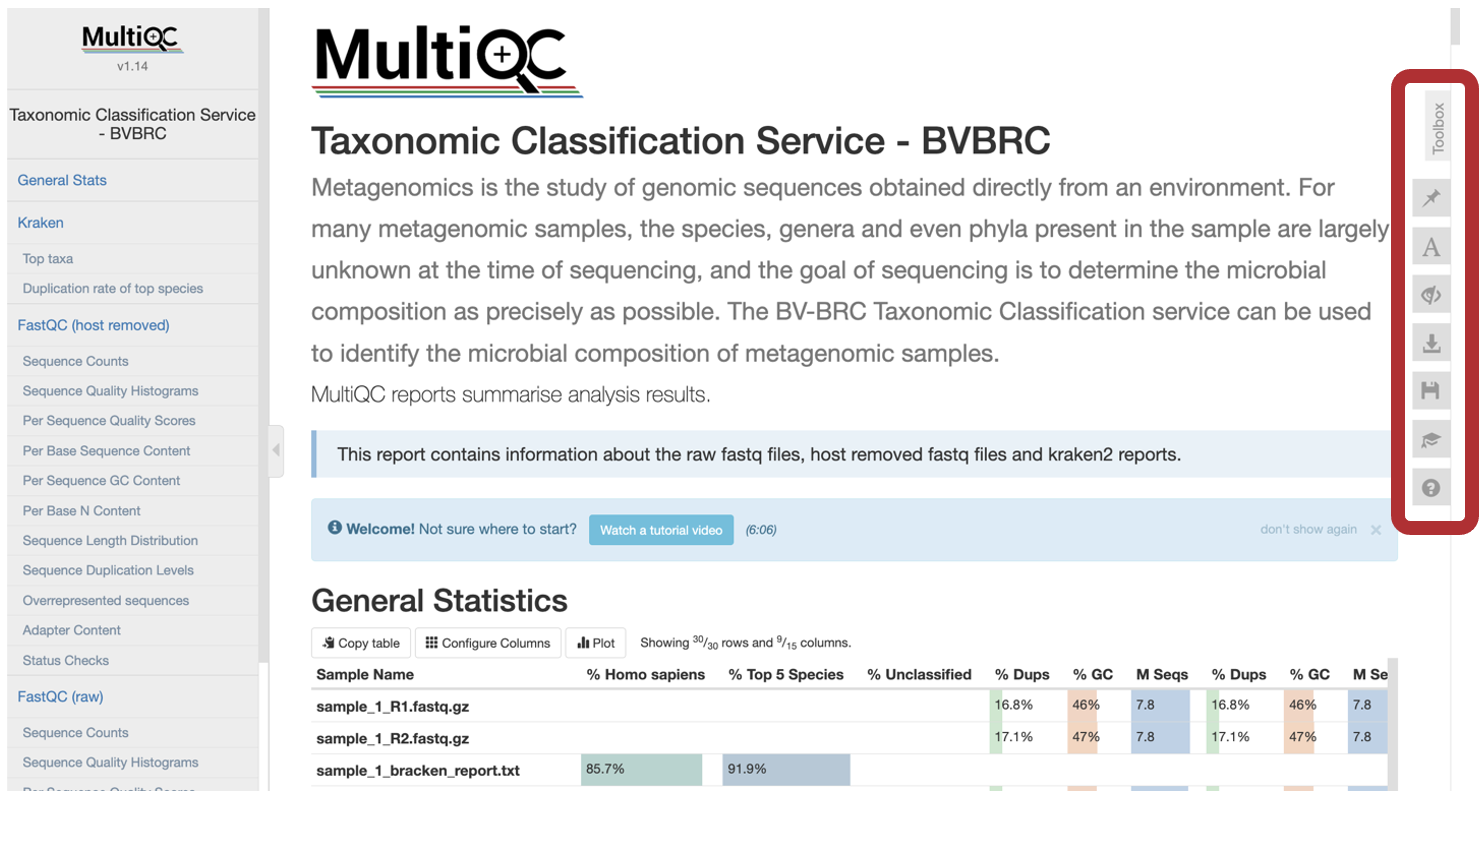 MultiQC
v1.14
Taxonomic Classification Service
- BVBRC
General Stats
Kraken
Top taxa
Duplication rate of top species
FastQC (host removed)
Sequence Counts
Sequence Quality Histograms
Per Sequence Quality Scores
Per Base Sequence Content
Per Sequence GC Content
Per Base N Content
Sequence Length Distribution
Sequence Duplication Levels
Overrepresented sequences
Adapter Content
Status Checks
FastQC (raw)
Sequence Counts
Sequence Quality Histograms
MultiQC
Taxonomic Classification Service - BVBRC
Metagenomics is the study of genomic sequences obtained directly from an environment. For
many metagenomic samples, the species, genera and even phyla present in the sample are largely
unknown at the time of sequencing, and the goal of sequencing is to determine the microbial
composition as precisely as possible. The BV-BRC Taxonomic Classification service can be used
to identify the microbial composition of metagenomic samples.
MultiQC reports summarise analysis results.
This report contains information about the raw fastq files, host removed fastq files and kraken2 reports.
Welcome! Not sure where to start? Watch a tutorial video (6:06) don't show again ×
General Statistics
Copy table Configure Columns Plot Showing 30/30 rows and 9/15 columns.
Sample Name % Homo sapiens % Top 5 Species % Unclassified % Dups % GC M Seqs % Dups % GC M Se
sample_1_R1.fastq.gz 16.8% 46% 7.8 16.8% 46% 7.8
sample_1_R2.fastq.gz 17.1% 47% 7.8 17.1% 47% 7.8
sample_1_bracken_report.txt 85.7% 91.9%
Toolbox
A